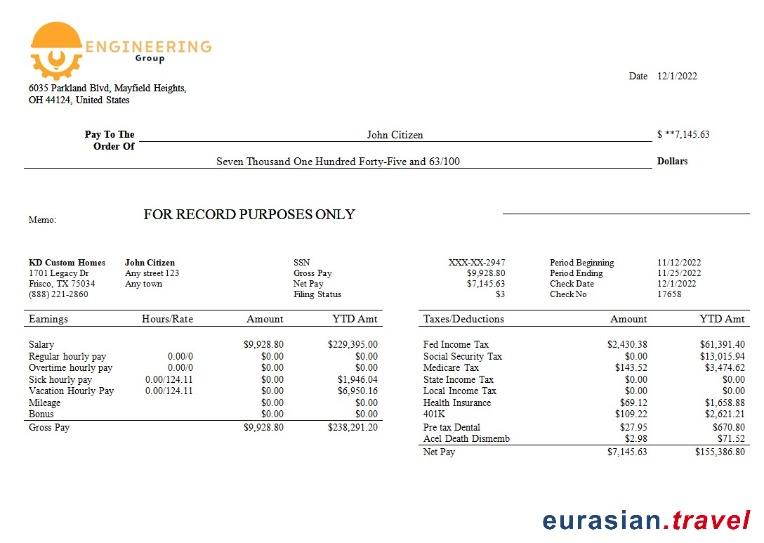 ENGINEERING
Group
6035 Parkland Blvd, Mayfield Heights,
OH 44124, United States
Date 12/1/2022
Pay To The John Citizen $ **7,145.63
Order Of
Seven Thousand One Hundred Forty-Five and 63/100 Dollars
Memo: FOR RECORD PURPOSES ONLY
KD Custom Homes John Citizen SSN XXX-XX-2947 Period Beginning 11/12/2022
1701 Legacy Dr Any street 123 Gross Pay $9,928.80 Period Ending 11/25/2022
Frisco, TX 75034 Any town Net Pay $7,145.63 Check Date 12/1/2022
(888) 221-2860 Filing Status $3 Check No 17658
Earnings Hours/Rate Amount YTD Amt Taxes/Deductions Amount YTD Amt
Salary $9,928.80 $229,395.00 Fed Income Tax $2,430.38 $61,391.40
Regular hourly pay 0.00/0 $0.00 $0.00 Social Security Tax $0.00 $13,015.94
Overtime hourly pay 0.00/0 $0.00 $0.00 Medicare Tax $143.52 $3,474.62
Sick hourly pay 0.00/124.11 $0.00 $1,946.04 State Income Tax $0.00 $0.00
Vacation Hourly Pay 0.00/124.11 $0.00 $6,950.16 Local Income Tax $0.00 $0.00
Mileage $0.00 $0.00 Health Insurance $69.12 $1,658.88
Bonus $0.00 $0.00 401K $109.22 $2,621.21
Gross Pay $9,928.80 $238,291.20 Pre tax Dental $27.95 $670.80
Acel Death Dismemb $2.98 $71.52
Net Pay $7,145.63 $155,386.80
eurasian.travel